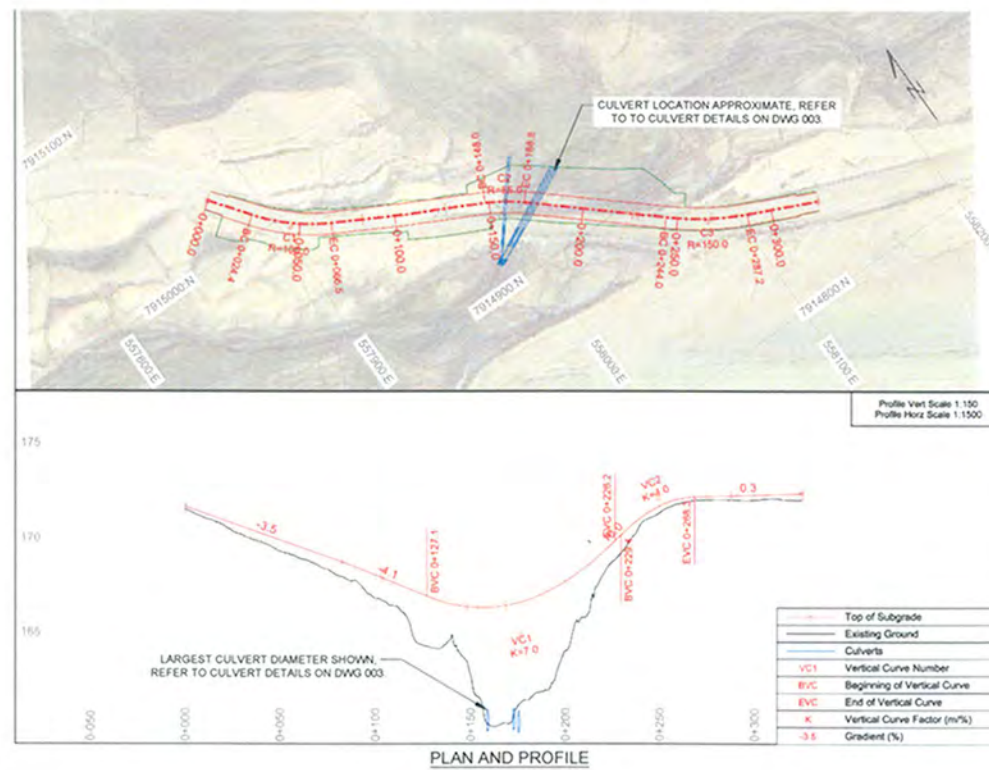 CULVERT LOCATION APPROXIMATE, REFER
TO TO CULVERT DETAILS ON DWG 003.
7915100.N
BC 0+149.0
EC 0+188.8
C2
0+000.0
BC 0+024.4
C1
EC 0+066.5
0+100.0
0+150.0
0+200.0
BC 0+244.0
0+250.0
C3
R=150.0
EC 0+287.2
0+300.0
558200
7915000.N
7914900.N
7914800.N
557800.E
557900.E
558000.E
558100.E
Profile Vert Scale 1:150
Profile Horz Scale 1:1500
175
170
165
-3.5
-4.1
BVC 0+127.1
VC1
K=7.0
EVC 0+226.2
VC2
K=4.0
EVC 0+268.
0.3
LARGEST CULVERT DIAMETER SHOWN,
REFER TO CULVERT DETAILS ON DWG 003.
0-050
0+000
0+050
0+100
0+150
0+200
0+250
0+300
Top of Subgrade
Existing Ground
Culverts
VC1 Vertical Curve Number
BVC Beginning of Vertical Curve
EVC End of Vertical Curve
K Vertical Curve Factor (m/%)
-3.5 Gradient (%)
PLAN AND PROFILE